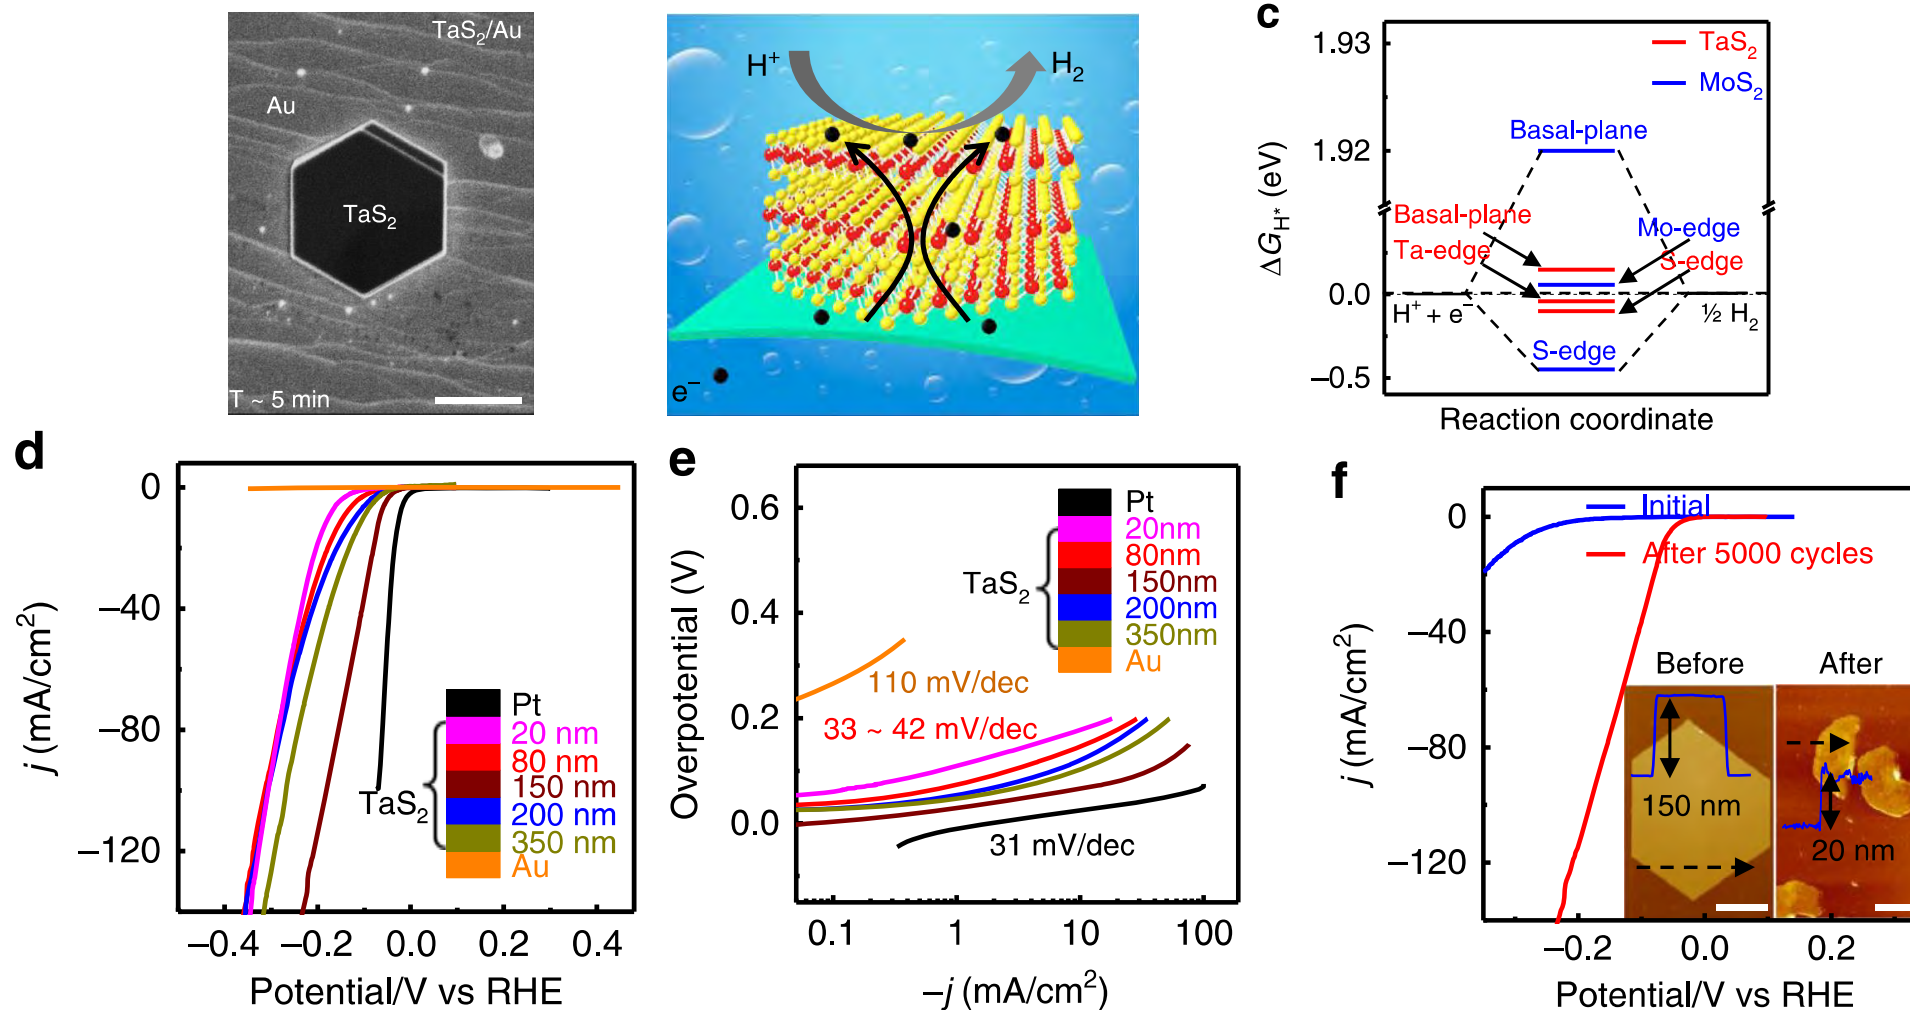 TaS2/Au
Au
TaS2
T ~ 5 min
H+
H2
e−
c
1.93
1.92
0.0
−0.5
ΔGH* (eV)
TaS2
MoS2
Basal-plane
Basal-plane
Ta-edge
Mo-edge
S-edge
H+ + e−
½ H2
S-edge
Reaction coordinate
d
0
−40
−80
−120
j (mA/cm2)
Pt
20 nm
80 nm
150 nm
200 nm
350 nm
Au
TaS2
−0.4
−0.2
0.0
0.2
0.4
Potential/V vs RHE
e
0.6
0.4
0.2
0.0
Overpotential (V)
Pt
20nm
80nm
150nm
200nm
350nm
Au
TaS2
110 mV/dec
33 ~ 42 mV/dec
31 mV/dec
0.1
1
10
100
−j (mA/cm2)
f
0
−40
−80
−120
j (mA/cm2)
Initial
After 5000 cycles
Before
After
150 nm
20 nm
−0.2
0.0
0.2
Potential/V vs RHE